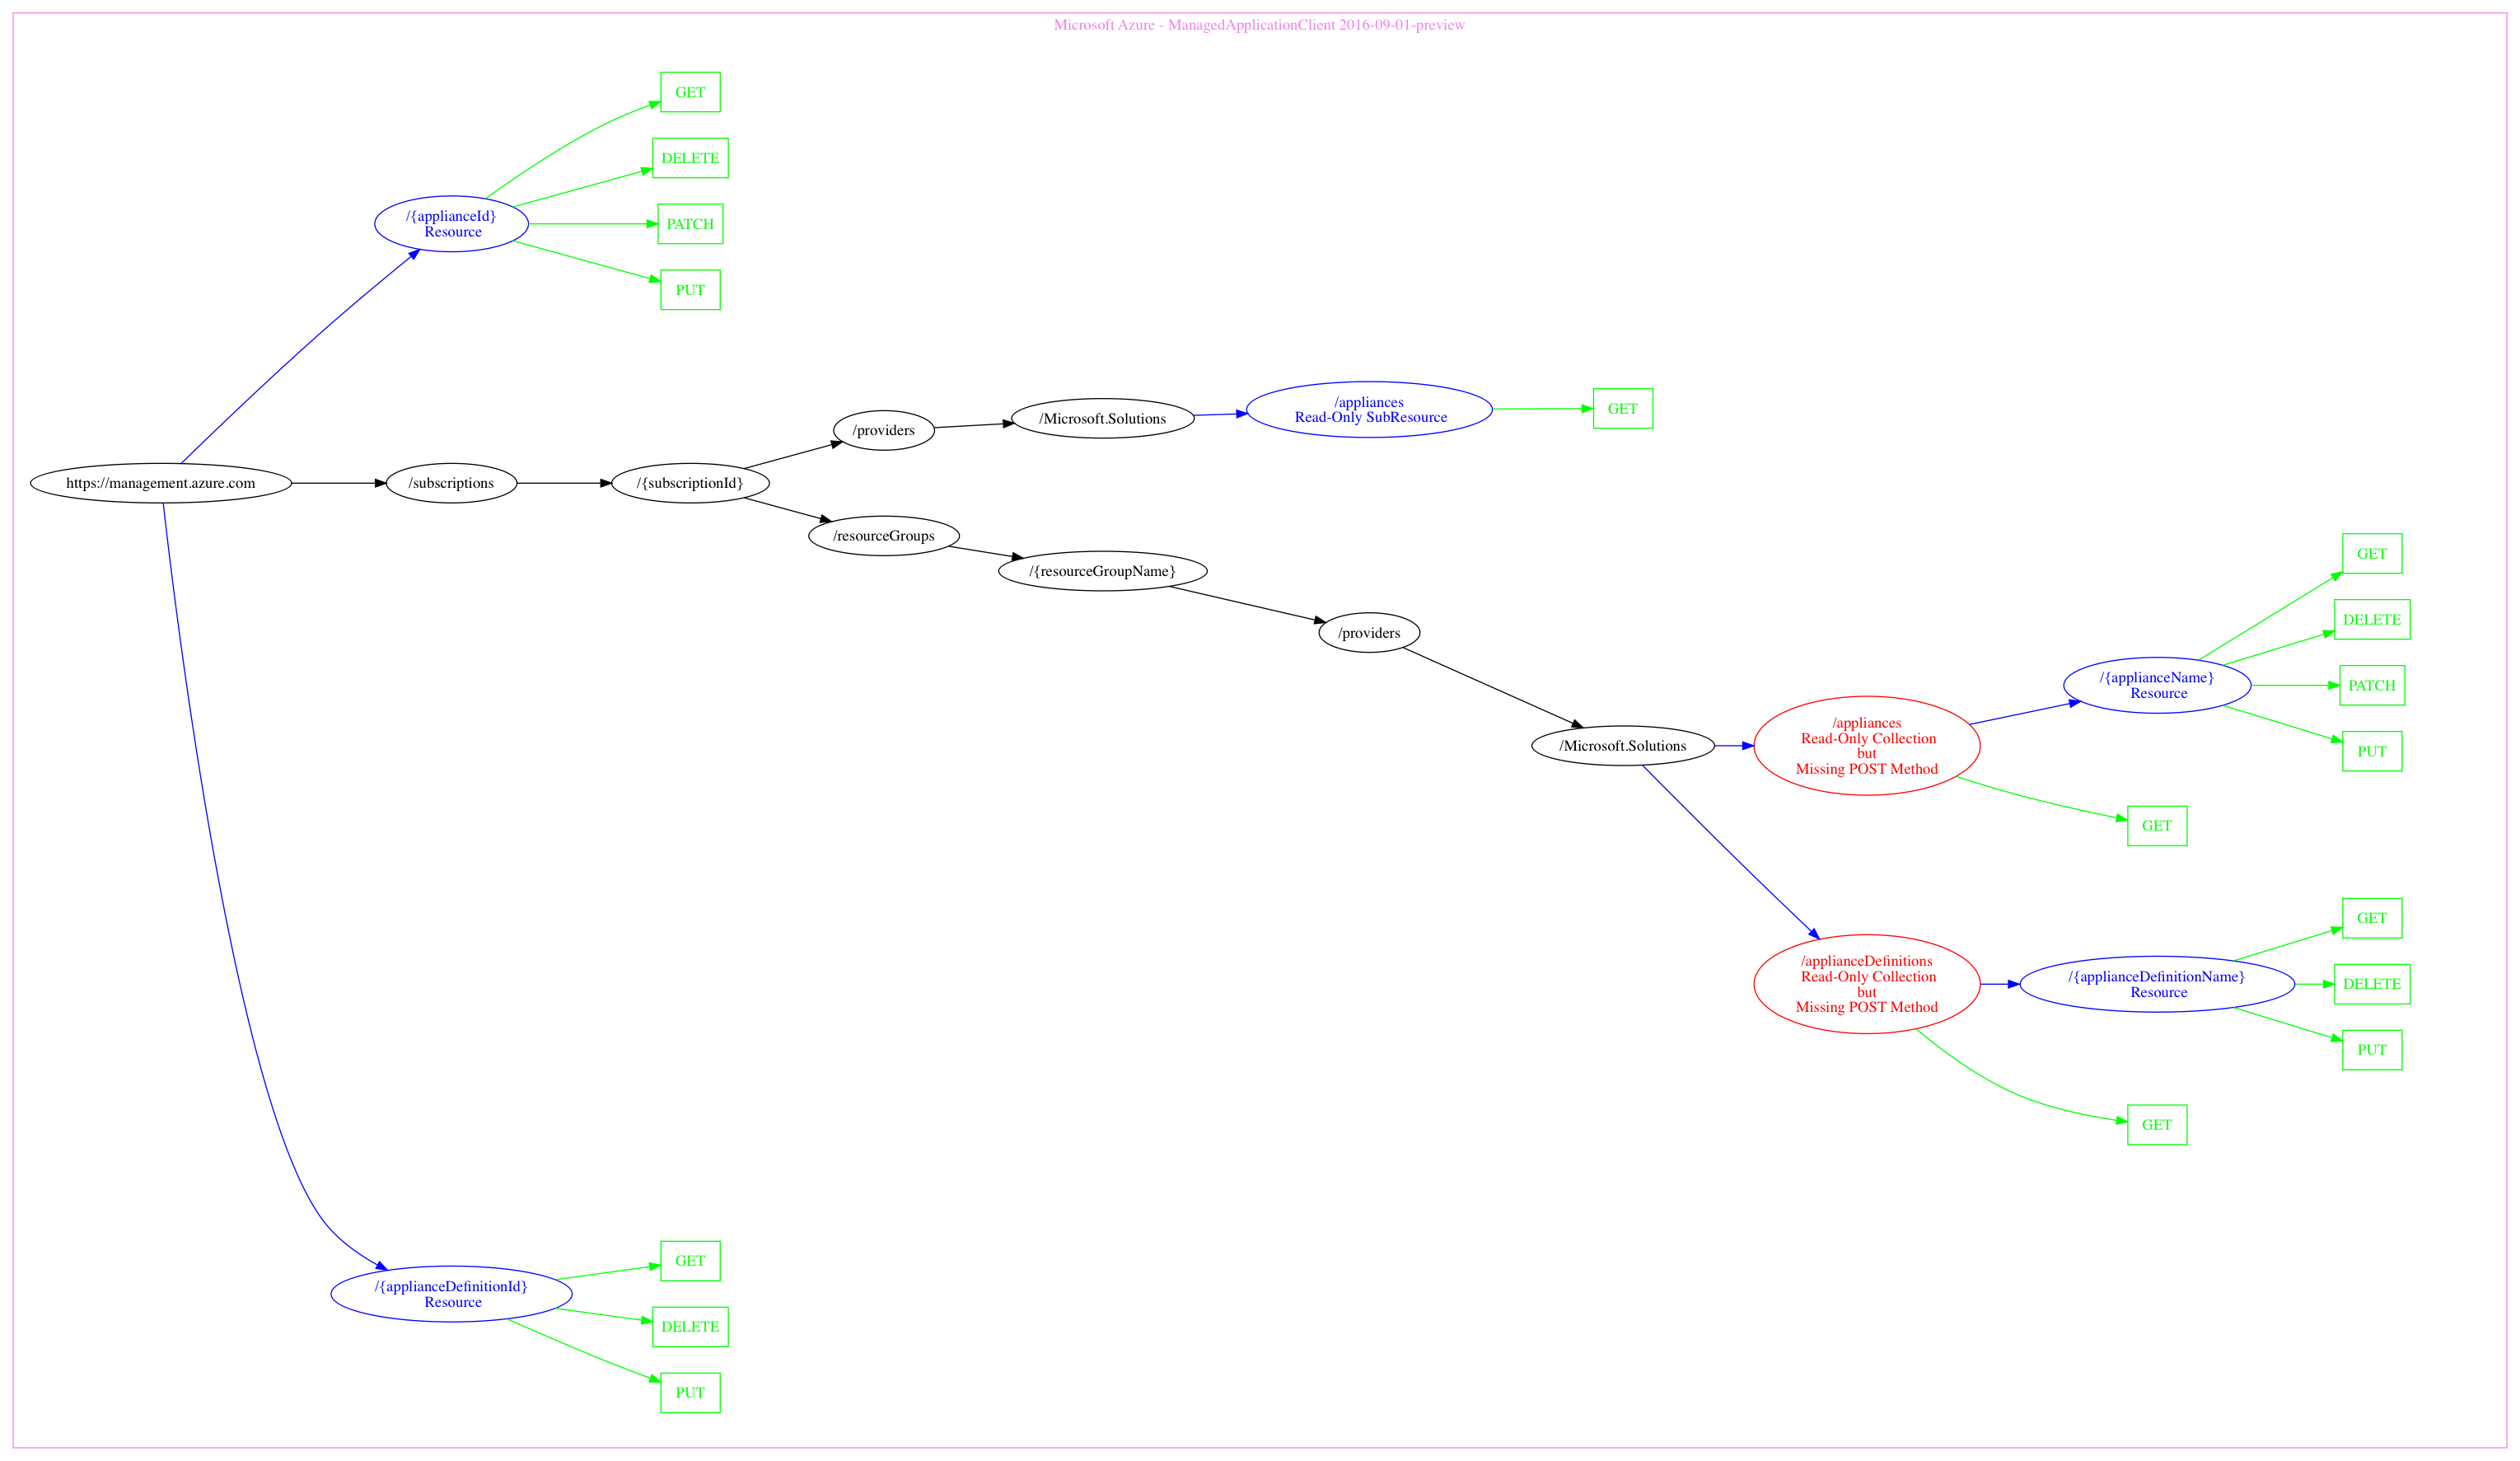 Microsoft Azure - ManagedApplicationClient 2016-09-01-preview
GET
DELETE
/{applianceId}
Resource
PATCH
PUT
/appliances
Read-Only SubResource
GET
/Microsoft.Solutions
/providers
https://management.azure.com
/subscriptions
/{subscriptionId}
/resourceGroups
/{resourceGroupName}
/providers
GET
DELETE
/{applianceName}
Resource
PATCH
/Microsoft.Solutions
/appliances
Read-Only Collection
but
Missing POST Method
PUT
GET
GET
/applianceDefinitions
Read-Only Collection
but
Missing POST Method
/{applianceDefinitionName}
Resource
DELETE
PUT
GET
GET
/{applianceDefinitionId}
Resource
DELETE
PUT